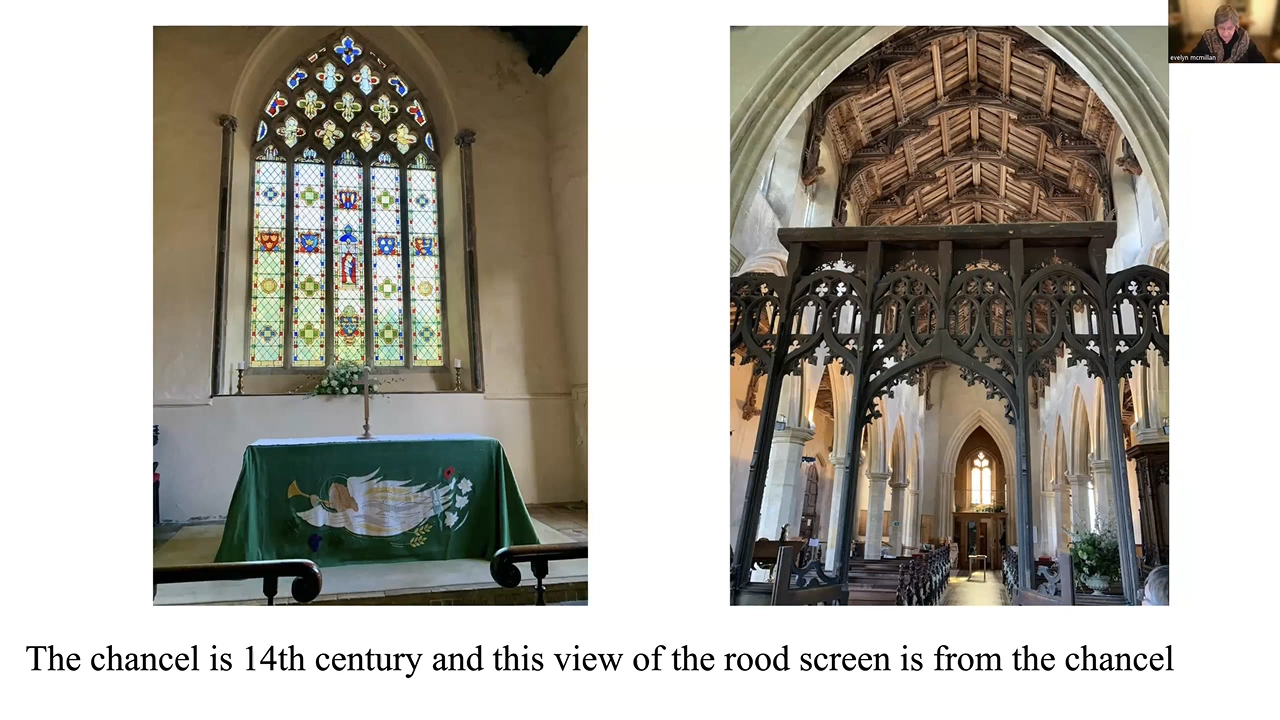 evelyn mcmillan
The chancel is 14th century and this view of the rood screen is from the chancel